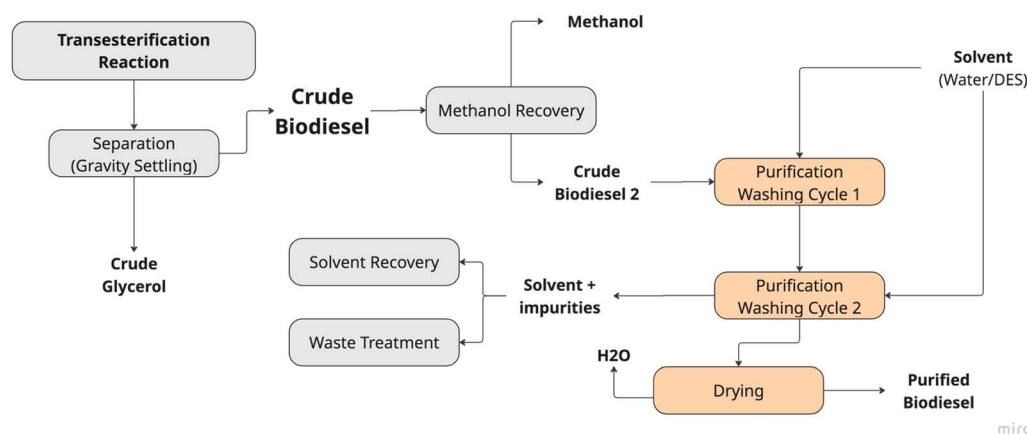 Transesterification
Reaction
Methanol
Solvent
(Water/DES)
Crude
Biodiesel
Methanol Recovery
Separation
(Gravity Settling)
Crude
Biodiesel 2
Purification
Washing Cycle 1
Crude
Glycerol
Solvent Recovery
Solvent +
impurities
Purification
Washing Cycle 2
Waste Treatment
H2O
Drying
Purified
Biodiesel